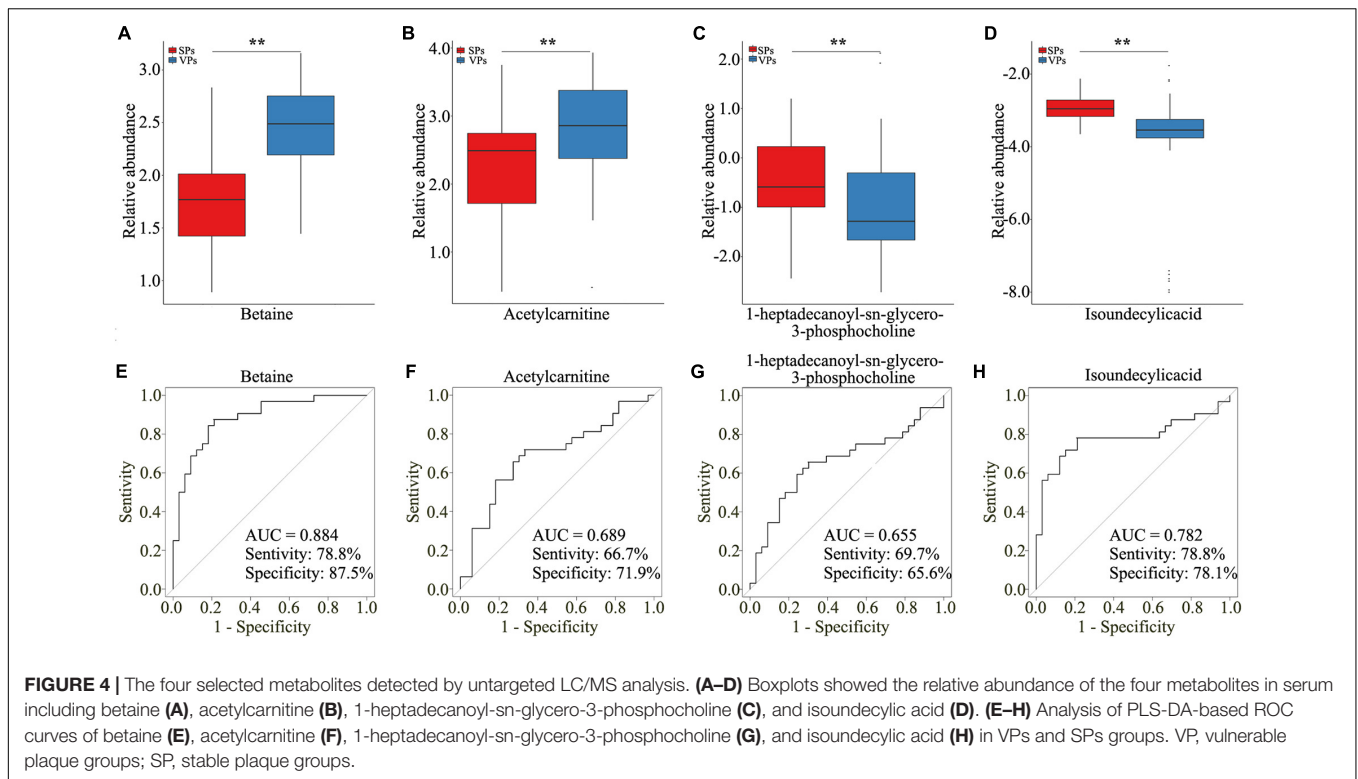 A
SPs
VPs
**
3.0
2.5
2.0
1.5
1.0
Relative abundance
Betaine
B
SPs
VPs
**
4.0
3.0
2.0
1.0
Relative abundance
Acetylcarnitine
C
SPs
VPs
**
2.0
1.0
0.0
-1.0
-2.0
Relative abundance
1-heptadecanoyl-sn-glycero-
3-phosphocholine
D
SPs
VPs
**
-2.0
-4.0
-6.0
-8.0
Relative abundance
Isoundecylicacid
E
Betaine
1.0
0.8
0.6
0.4
0.2
0.0
Sentivity
AUC = 0.884
Sentivity: 78.8%
Specificity: 87.5%
0.0 0.2 0.4 0.6 0.8 1.0
1 - Specificity
F
Acetylcarnitine
1.0
0.8
0.6
0.4
0.2
0.0
Sentivity
AUC = 0.689
Sentivity: 66.7%
Specificity: 71.9%
0.0 0.2 0.4 0.6 0.8 1.0
1 - Specificity
G
1-heptadecanoyl-sn-glycero-
3-phosphocholine
1.0
0.8
0.6
0.4
0.2
0.0
Sentivity
AUC = 0.655
Sentivity: 69.7%
Specificity: 65.6%
0.0 0.2 0.4 0.6 0.8 1.0
1 - Specificity
H
Isoundecylicacid
1.0
0.8
0.6
0.4
0.2
0.0
Sentivity
AUC = 0.782
Sentivity: 78.8%
Specificity: 78.1%
0.0 0.2 0.4 0.6 0.8 1.0
1 - Specificity
FIGURE 4 | The four selected metabolites detected by untargeted LC/MS analysis. (A–D) Boxplots showed the relative abundance of the four metabolites in serum
including betaine (A), acetylcarnitine (B), 1-heptadecanoyl-sn-glycero-3-phosphocholine (C), and isoundecylic acid (D). (E–H) Analysis of PLS-DA-based ROC
curves of betaine (E), acetylcarnitine (F), 1-heptadecanoyl-sn-glycero-3-phosphocholine (G), and isoundecylic acid (H) in VPs and SPs groups. VP, vulnerable
plaque groups; SP, stable plaque groups.